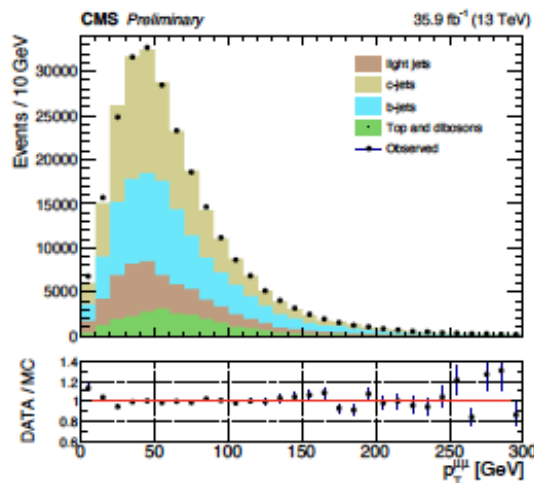 CMS Preliminary 35.9 fb⁻¹ (13 TeV)
Events / 10 GeV
30000
25000
20000
15000
10000
5000
0
light jets
c-jets
b-jets
Top and dibosons
Observed
DATA / MC
1.4
1.2
1
0.8
0.6
0 50 100 150 200 250 300
p_T^μμ [GeV]